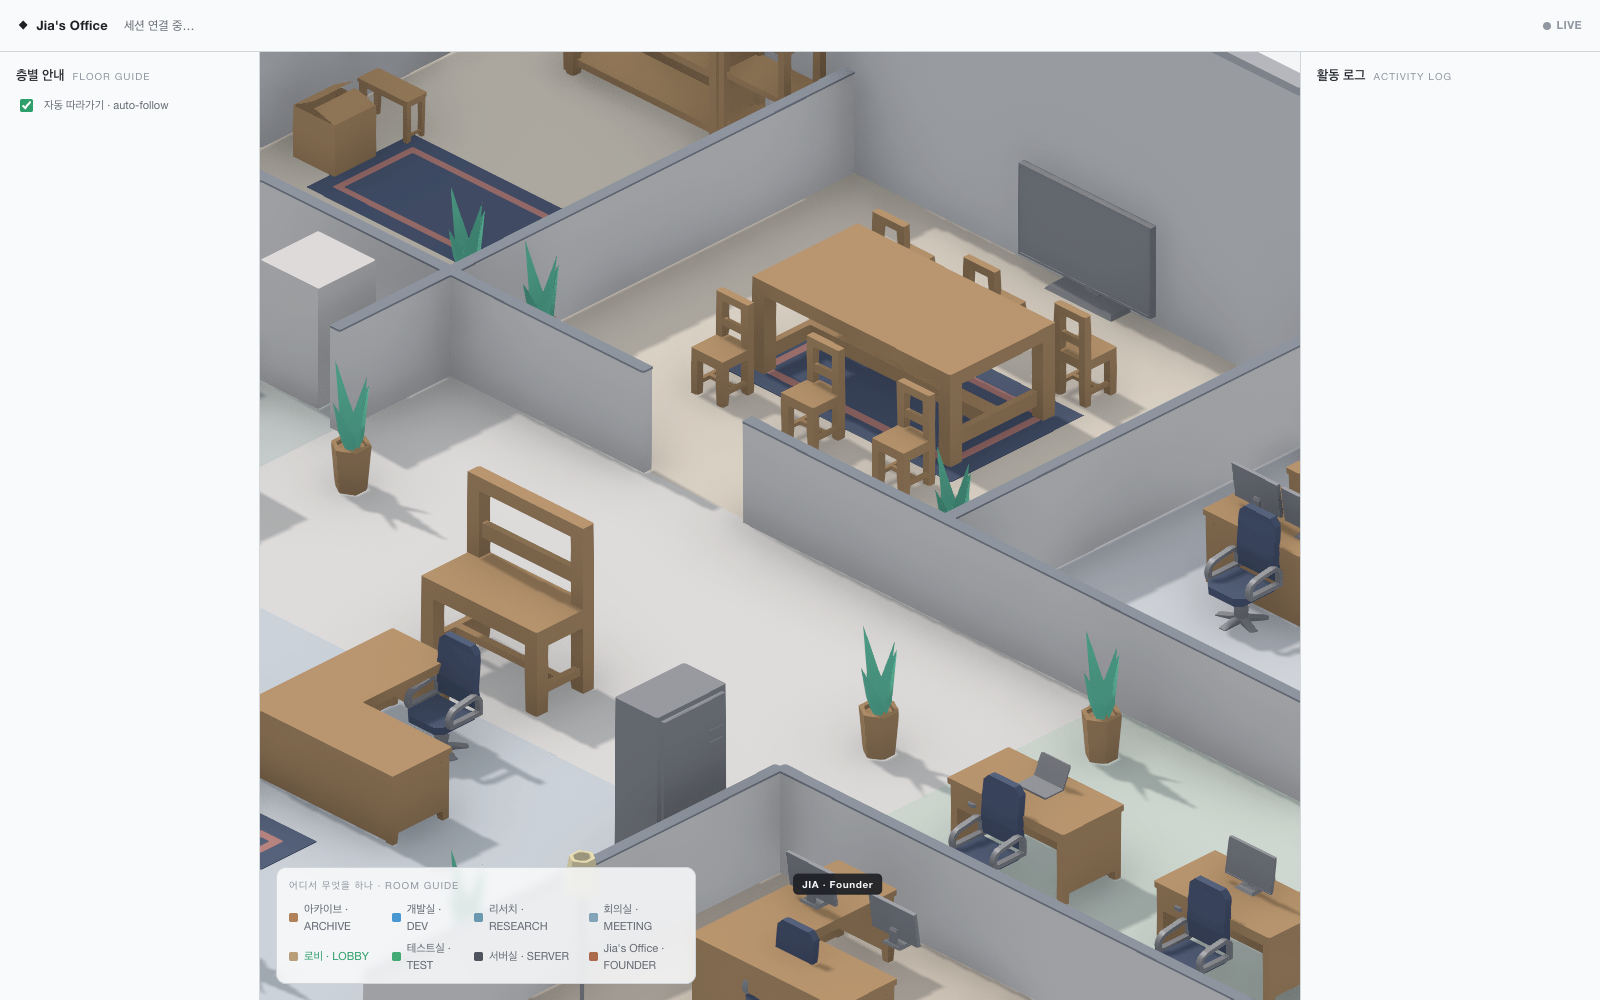 ◆ Jia's Office 세션 연결 중...
LIVE
층별 안내 FLOOR GUIDE
자동 따라가기 · auto-follow
활동 로그 ACTIVITY LOG
JIA · Founder
어디서 무엇을 하나 · ROOM GUIDE
아카이브 ·
ARCHIVE
개발실 ·
DEV
리서치 ·
RESEARCH
회의실 ·
MEETING
로비 · LOBBY
테스트실 ·
TEST
서버실 · SERVER
Jia's Office ·
FOUNDER